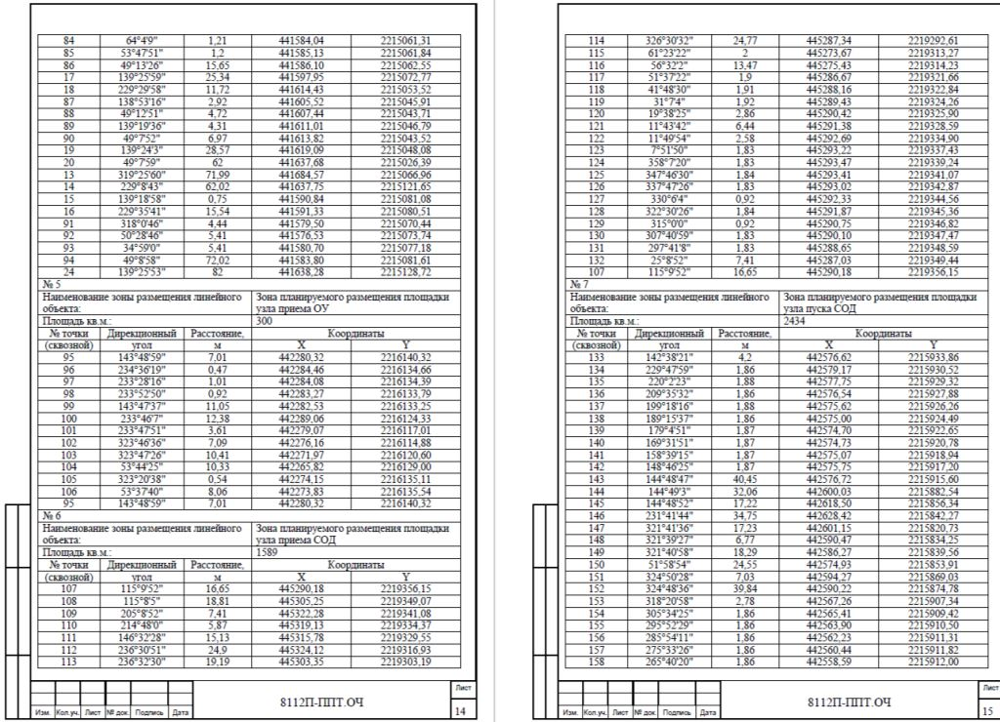 84 64°4'9" 1,21 441584,04 2215061,31
85 53°47'51" 1,2 441585,13 2215061,84
86 49°13'26" 15,65 441586,10 2215062,55
17 139°25'59" 25,34 441597,95 2215072,77
18 229°29'58" 11,72 441614,43 2215053,52
87 138°53'16" 2,92 441605,52 2215045,91
88 49°12'51" 4,72 441607,44 2215043,71
89 139°19'36" 4,31 441611,01 2215046,79
90 49°7'52" 6,97 441613,82 2215043,52
19 139°24'3" 28,57 441619,09 2215048,08
20 49°7'59" 62 441637,68 2215026,39
13 319°25'60" 71,99 441684,57 2215066,96
14 229°8'43" 62,02 441637,75 2215121,65
15 139°18'58" 0,75 441590,84 2215081,08
16 229°35'41" 15,54 441591,33 2215080,51
91 318°0'46" 4,44 441579,50 2215070,44
92 50°28'46" 5,41 441576,53 2215073,74
93 34°59'0" 5,41 441580,70 2215077,18
94 49°8'58" 72,02 441583,80 2215081,61
24 139°25'53" 82 441638,28 2215128,72
№ 5
Наименование зоны размещения линейного объекта: Зона планируемого размещения площадки узла приема ОУ
Площадь кв.м.: 300
№ точки Дирекционный Расстояние, Координаты
(сквозной) угол м X Y
95 143°48'59" 7,01 442280,32 2216140,32
96 234°36'19" 0,47 442284,46 2216134,66
97 233°28'16" 1,01 442284,08 2216134,39
98 233°52'50" 0,92 442283,27 2216133,79
99 143°47'37" 11,05 442282,53 2216133,25
100 233°46'7" 12,38 442289,06 2216124,33
101 233°47'51" 3,61 442279,07 2216117,01
102 323°46'36" 7,09 442276,16 2216114,88
103 323°47'26" 10,41 442271,97 2216120,60
104 53°44'25" 10,33 442265,82 2216129,00
105 323°20'38" 0,54 442274,15 2216135,11
106 53°37'40" 8,06 442273,83 2216135,54
95 143°48'59" 7,01 442280,32 2216140,32
№ 6
Наименование зоны размещения линейного объекта: Зона планируемого размещения площадки узла приема СОД
Площадь кв.м.: 1589
№ точки Дирекционный Расстояние, Координаты
(сквозной) угол м X Y
107 115°9'52" 16,65 445290,18 2219356,15
108 115°8'5" 18,81 445305,25 2219349,07
109 205°8'52" 7,41 445322,28 2219341,08
110 214°48'0" 5,87 445319,13 2219334,37
111 146°32'28" 15,13 445315,78 2219329,55
112 236°30'51" 24,9 445324,12 2219316,93
113 236°32'30" 19,19 445303,35 2219303,19
8112П-ППТ.ОЧ
Лист
14
Изм. Кол.уч. Лист № док. Подпись Дата
114 326°30'32" 24,77 445287,34 2219292,61
115 61°23'22" 2 445273,67 2219313,27
116 56°32'2" 13,47 445275,43 2219314,23
117 51°37'22" 1,9 445286,67 2219321,66
118 41°48'30" 1,91 445288,16 2219322,84
119 31°7'4" 1,92 445289,43 2219324,26
120 19°38'25" 2,86 445290,42 2219325,90
121 11°43'42" 6,44 445291,38 2219328,59
122 11°49'54" 2,58 445292,69 2219334,90
123 7°51'50" 1,83 445293,22 2219337,43
124 358°7'20" 1,83 445293,47 2219339,24
125 347°46'30" 1,84 445293,41 2219341,07
126 337°47'26" 1,83 445293,02 2219342,87
127 330°6'4" 0,92 445292,33 2219344,56
128 322°30'26" 1,84 445291,87 2219345,36
129 315°0'0" 0,92 445290,75 2219346,82
130 307°40'59" 1,83 445290,10 2219347,47
131 297°41'8" 1,83 445288,65 2219348,59
132 25°8'52" 7,41 445287,03 2219349,44
107 115°9'52" 16,65 445290,18 2219356,15
№ 7
Наименование зоны размещения линейного объекта: Зона планируемого размещения площадки узла пуска СОД
Площадь кв.м.: 2434
№ точки Дирекционный Расстояние, Координаты
(сквозной) угол м X Y
133 142°38'21" 4,2 442576,62 2215933,86
134 229°47'59" 1,86 442579,17 2215930,52
135 220°2'23" 1,88 442577,75 2215929,32
136 209°35'32" 1,86 442576,54 2215927,88
137 199°18'16" 1,88 442575,62 2215926,26
138 189°15'37" 1,86 442575,00 2215924,49
139 179°4'51" 1,87 442574,70 2215922,65
140 169°31'51" 1,87 442574,73 2215920,78
141 158°39'15" 1,87 442575,07 2215918,94
142 148°46'25" 1,87 442575,75 2215917,20
143 144°48'47" 40,45 442576,72 2215915,60
144 144°49'3" 32,06 442600,03 2215882,54
145 144°48'52" 17,22 442618,50 2215856,34
146 231°41'44" 34,75 442628,42 2215842,27
147 321°41'36" 17,23 442601,15 2215820,73
148 321°39'27" 6,77 442590,47 2215834,25
149 321°40'58" 18,29 442586,27 2215839,56
150 51°58'54" 24,55 442574,93 2215853,91
151 324°50'28" 7,03 442594,27 2215869,03
152 324°48'36" 39,84 442590,22 2215874,78
153 318°20'58" 2,78 442567,26 2215907,34
154 305°34'25" 1,86 442565,41 2215909,42
155 295°52'29" 1,86 442563,90 2215910,50
156 285°54'11" 1,86 442562,23 2215911,31
157 275°33'26" 1,86 442560,44 2215911,82
158 265°40'20" 1,86 442558,59 2215912,00
8112П-ППТ.ОЧ
Лист
15
Изм. Кол.уч. Лист № док. Подпись Дата